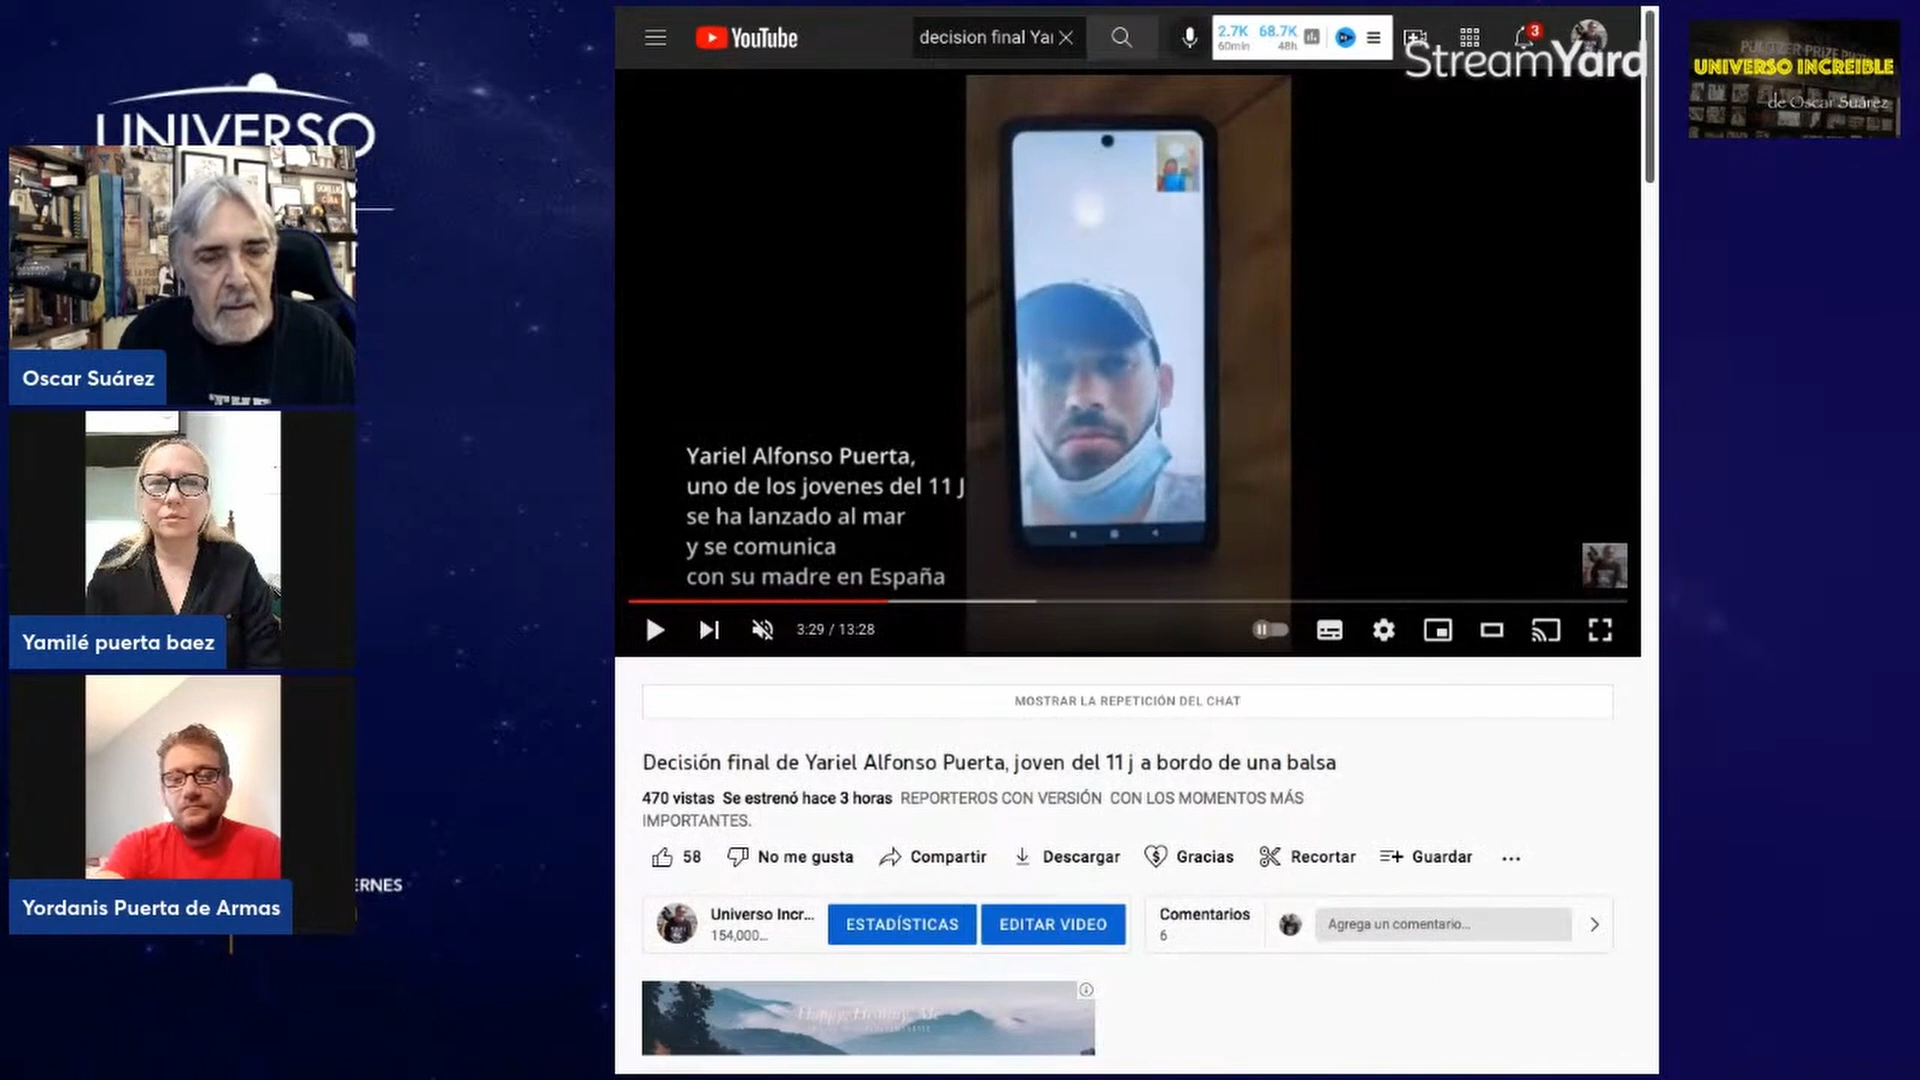 UNIVERSO
Oscar Suárez
Yamilé puerta baez
Yordanis Puerta de Armas
ERNES
YouTube
decision final Yar
2.7K 68.7K
60min 48h
3
StreamYard
UNIVERSO INCREIBLE
de Oscar Suárez
Yariel Alfonso Puerta,
uno de los jovenes del 11 J
se ha lanzado al mar
y se comunica
con su madre en España
3:29 / 13:28
MOSTRAR LA REPETICIÓN DEL CHAT
Decisión final de Yariel Alfonso Puerta, joven del 11 j a bordo de una balsa
470 vistas Se estrenó hace 3 horas REPORTEROS CON VERSIÓN CON LOS MOMENTOS MÁS
IMPORTANTES.
58 No me gusta Compartir Descargar Gracias Recortar Guardar ...
Universo Incr...
154,000...
ESTADÍSTICAS
EDITAR VIDEO
Comentarios
6
Agrega un comentario...
Happy, Healthy, Me